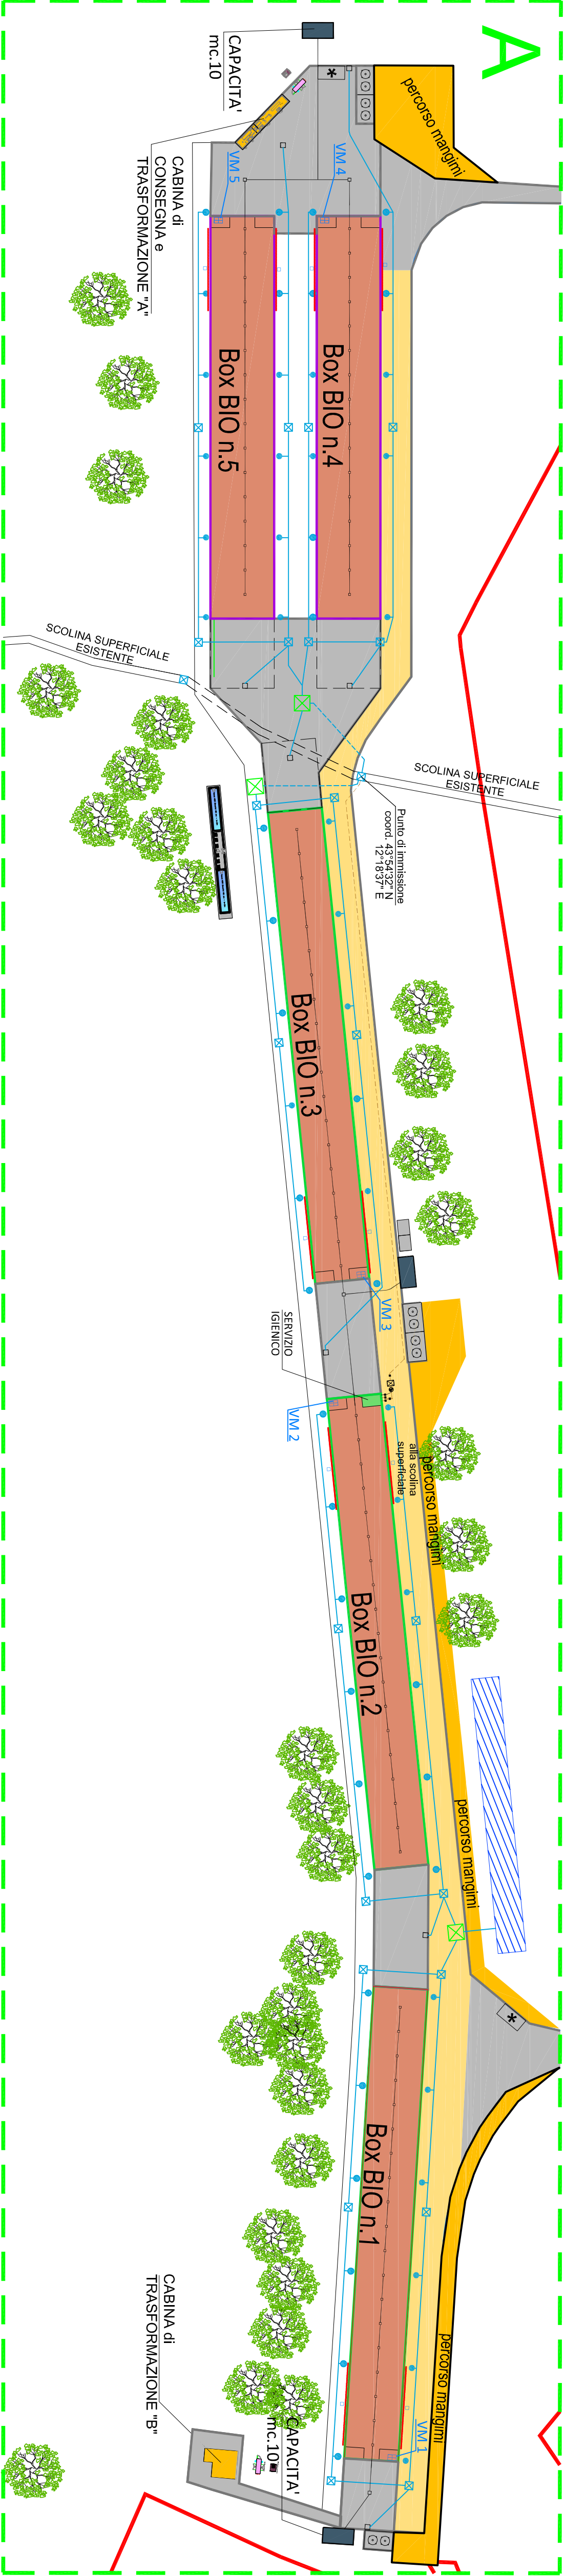 A
CAPACITA'
mc.10
*
percorso mangimi
CABINA di
CONSEGNA e
TRASFORMAZIONE "A"
VM 5
VM 4
Box BIO n.5
Box BIO n.4
SCOLINA SUPERFICIALE
ESISTENTE
SCOLINA SUPERFICIALE
ESISTENTE
Punto di immissione
coord. 43°54'32" N
12°18'37" E
Box BIO n.3
VM 3
SERVIZIO
IGIENICO
VM 2
alla scolina
superficiale
percorso mangimi
Box BIO n.2
percorso mangimi
*
Box BIO n.1
percorso mangimi
CABINA di
TRASFORMAZIONE "B"
CAPACITA'
mc.10
VM 1